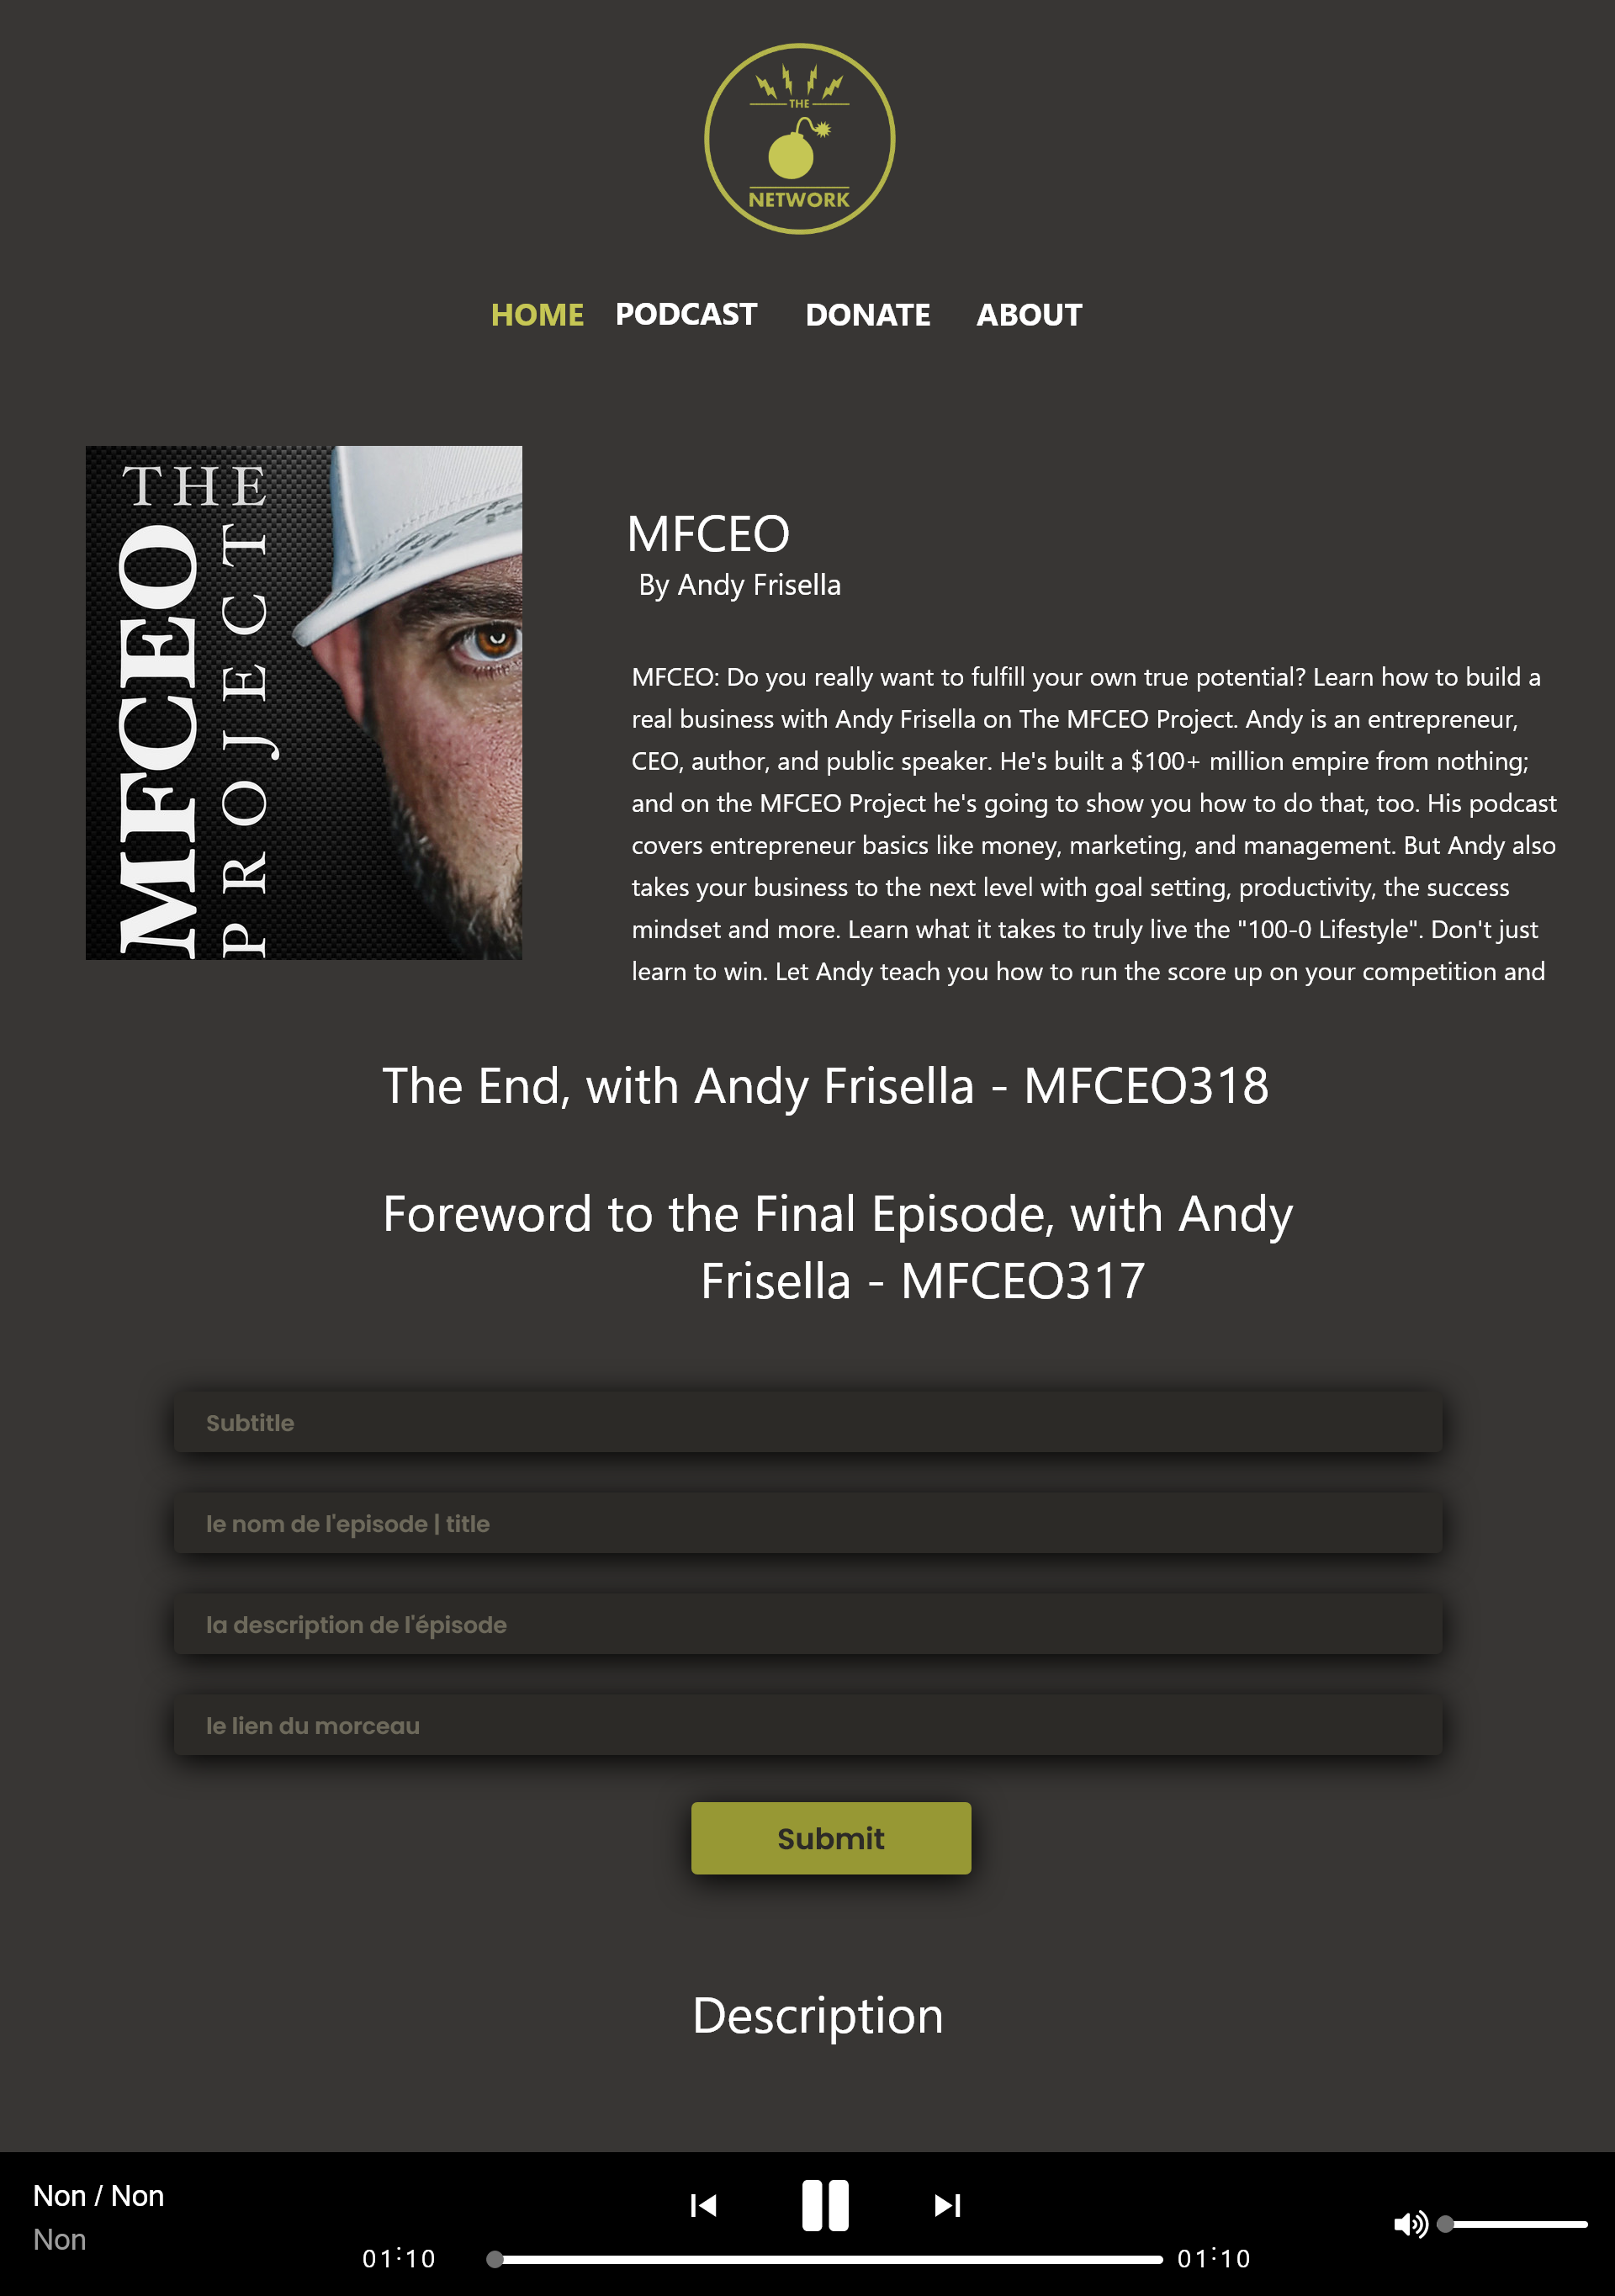 THE
NETWORK
HOME PODCAST DONATE ABOUT
THE
MFCEO
PROJECT
MFCEO
By Andy Frisella
MFCEO: Do you really want to fulfill your own true potential? Learn how to build a
real business with Andy Frisella on The MFCEO Project. Andy is an entrepreneur,
CEO, author, and public speaker. He's built a $100+ million empire from nothing;
and on the MFCEO Project he's going to show you how to do that, too. His podcast
covers entrepreneur basics like money, marketing, and management. But Andy also
takes your business to the next level with goal setting, productivity, the success
mindset and more. Learn what it takes to truly live the "100-0 Lifestyle". Don't just
learn to win. Let Andy teach you how to run the score up on your competition and
The End, with Andy Frisella - MFCEO318
Foreword to the Final Episode, with Andy
Frisella - MFCEO317
Subtitle
le nom de l'episode | title
la description de l'épisode
le lien du morceau
Submit
Description
Non / Non
Non
01:10
01:10